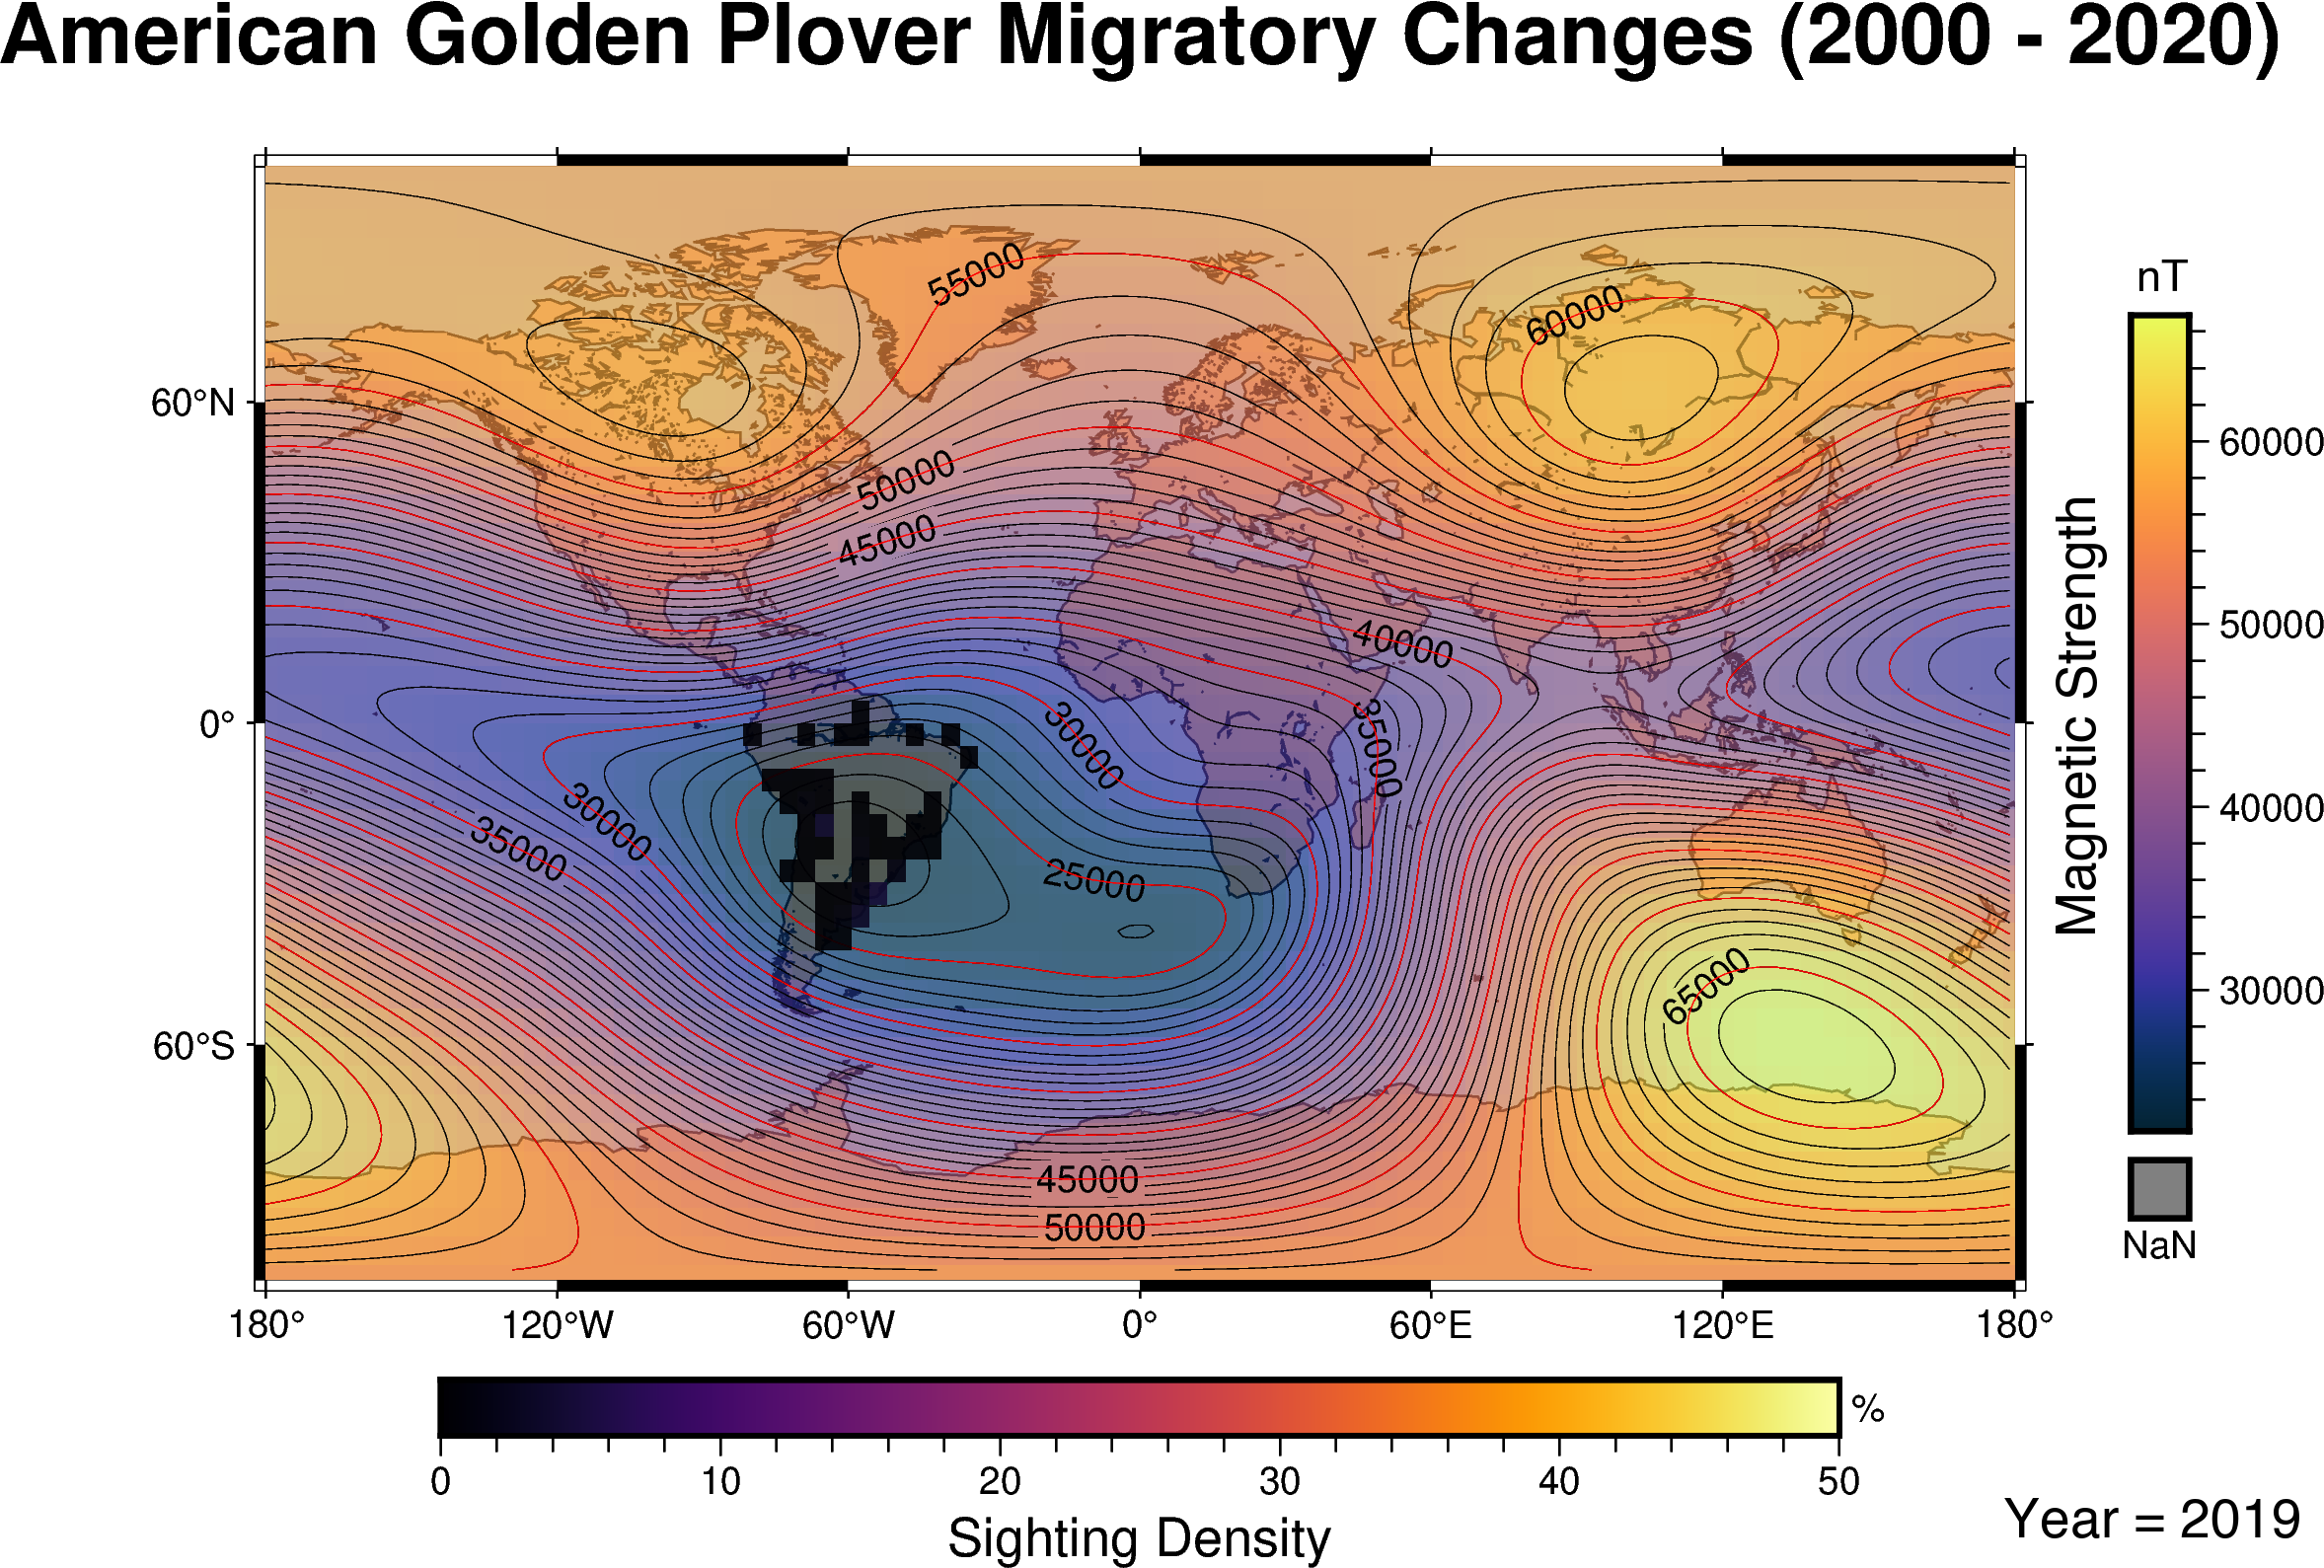 American Golden Plover Migratory Changes (2000 - 2020)
nT
55000
60000
60°N
60000
50000
45000
50000
40000
0°
30000
35000
30000
35000
40000
25000
Magnetic Strength
65000
30000
60°S
45000
50000
NaN
180°
120°W
60°W
0°
60°E
120°E
180°
%
0
10
20
30
40
50
Sighting Density
Year = 2019